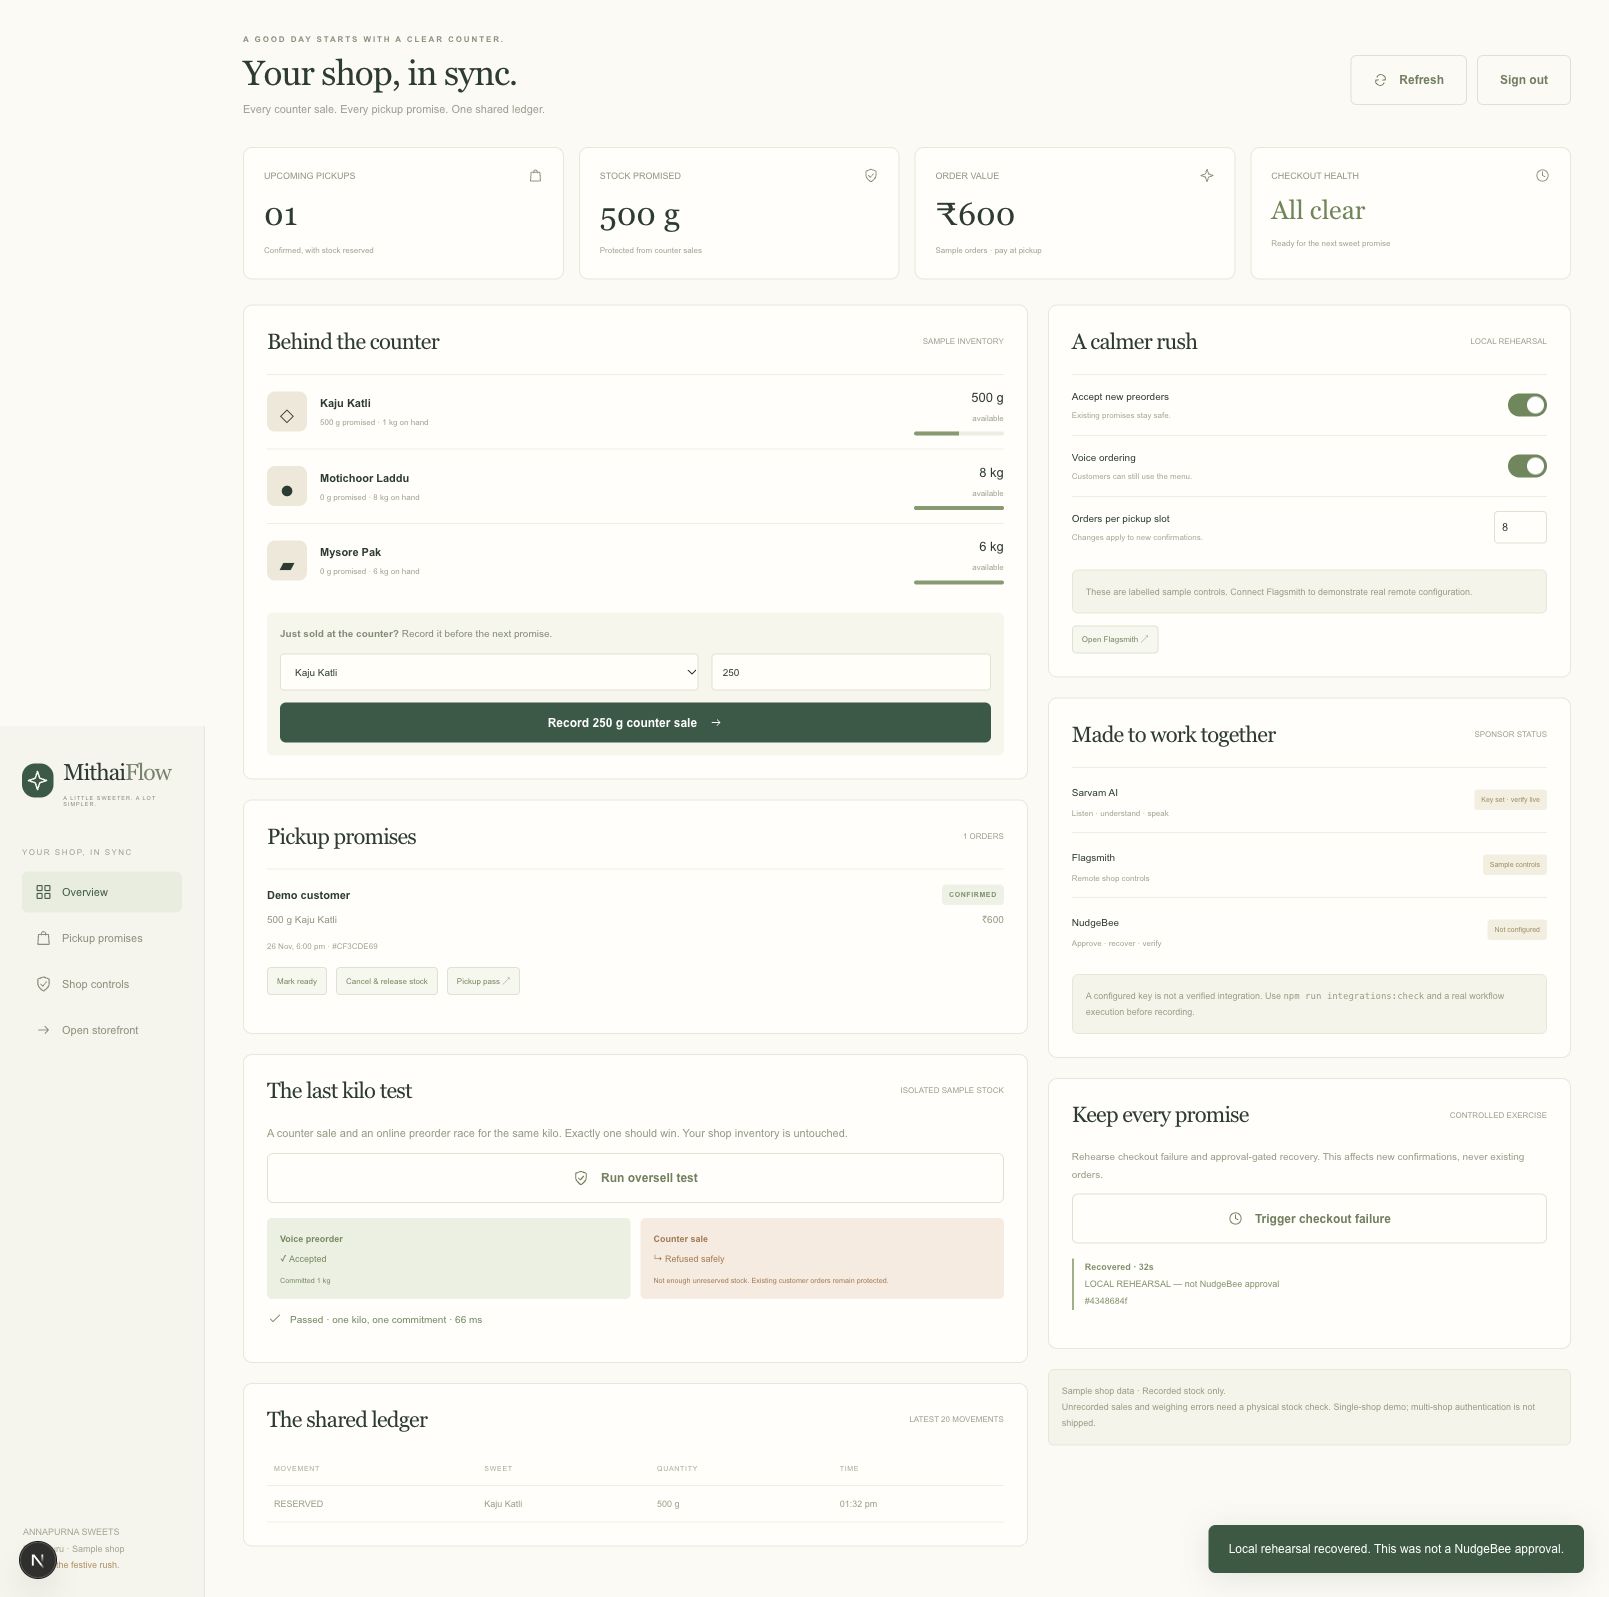 A GOOD DAY STARTS WITH A CLEAR COUNTER.
Your shop, in sync.
Every counter sale. Every pickup promise. One shared ledger.
Refresh
Sign out
UPCOMING PICKUPS
01
Confirmed, with stock reserved
STOCK PROMISED
500 g
Protected from counter sales
ORDER VALUE
₹600
Sample orders · pay at pickup
CHECKOUT HEALTH
All clear
Ready for the next sweet promise
Behind the counter
SAMPLE INVENTORY
Kaju Katli
500 g promised · 1 kg on hand
500 g
available
Motichoor Laddu
0 g promised · 8 kg on hand
8 kg
available
Mysore Pak
0 g promised · 6 kg on hand
6 kg
available
Just sold at the counter? Record it before the next promise.
Kaju Katli
250
Record 250 g counter sale →
Pickup promises
1 ORDERS
Demo customer
CONFIRMED
500 g Kaju Katli
₹600
26 Nov, 6:00 pm · #CF3CDE69
Mark ready
Cancel & release stock
Pickup pass ↗
The last kilo test
ISOLATED SAMPLE STOCK
A counter sale and an online preorder race for the same kilo. Exactly one should win. Your shop inventory is untouched.
Run oversell test
Voice preorder
✓ Accepted
Committed 1 kg
Counter sale
↪ Refused safely
Not enough unreserved stock. Existing customer orders remain protected.
Passed · one kilo, one commitment · 66 ms
The shared ledger
LATEST 20 MOVEMENTS
MOVEMENT SWEET QUANTITY TIME
RESERVED Kaju Katli 500 g 01:32 pm
A calmer rush
LOCAL REHEARSAL
Accept new preorders
Existing promises stay safe.
Voice ordering
Customers can still use the menu.
Orders per pickup slot
Changes apply to new confirmations.
8
These are labelled sample controls. Connect Flagsmith to demonstrate real remote configuration.
Open Flagsmith ↗
Made to work together
SPONSOR STATUS
Sarvam AI
Listen · understand · speak
Key set · verify live
Flagsmith
Remote shop controls
Sample controls
NudgeBee
Approve · recover · verify
Not configured
A configured key is not a verified integration. Use npm run integrations:check and a real workflow
execution before recording.
Keep every promise
CONTROLLED EXERCISE
Rehearse checkout failure and approval-gated recovery. This affects new confirmations, never existing
orders.
Trigger checkout failure
Recovered · 32s
LOCAL REHEARSAL — not NudgeBee approval
#4348684f
Sample shop data · Recorded stock only.
Unrecorded sales and weighing errors need a physical stock check. Single-shop demo; multi-shop authentication is not
shipped.
Local rehearsal recovered. This was not a NudgeBee approval.
MithaiFlow
A LITTLE SWEETER. A LOT
SIMPLER.
YOUR SHOP, IN SYNC
Overview
Pickup promises
Shop controls
Open storefront
ANNAPURNA SWEETS
· Sample shop
the festive rush.
N